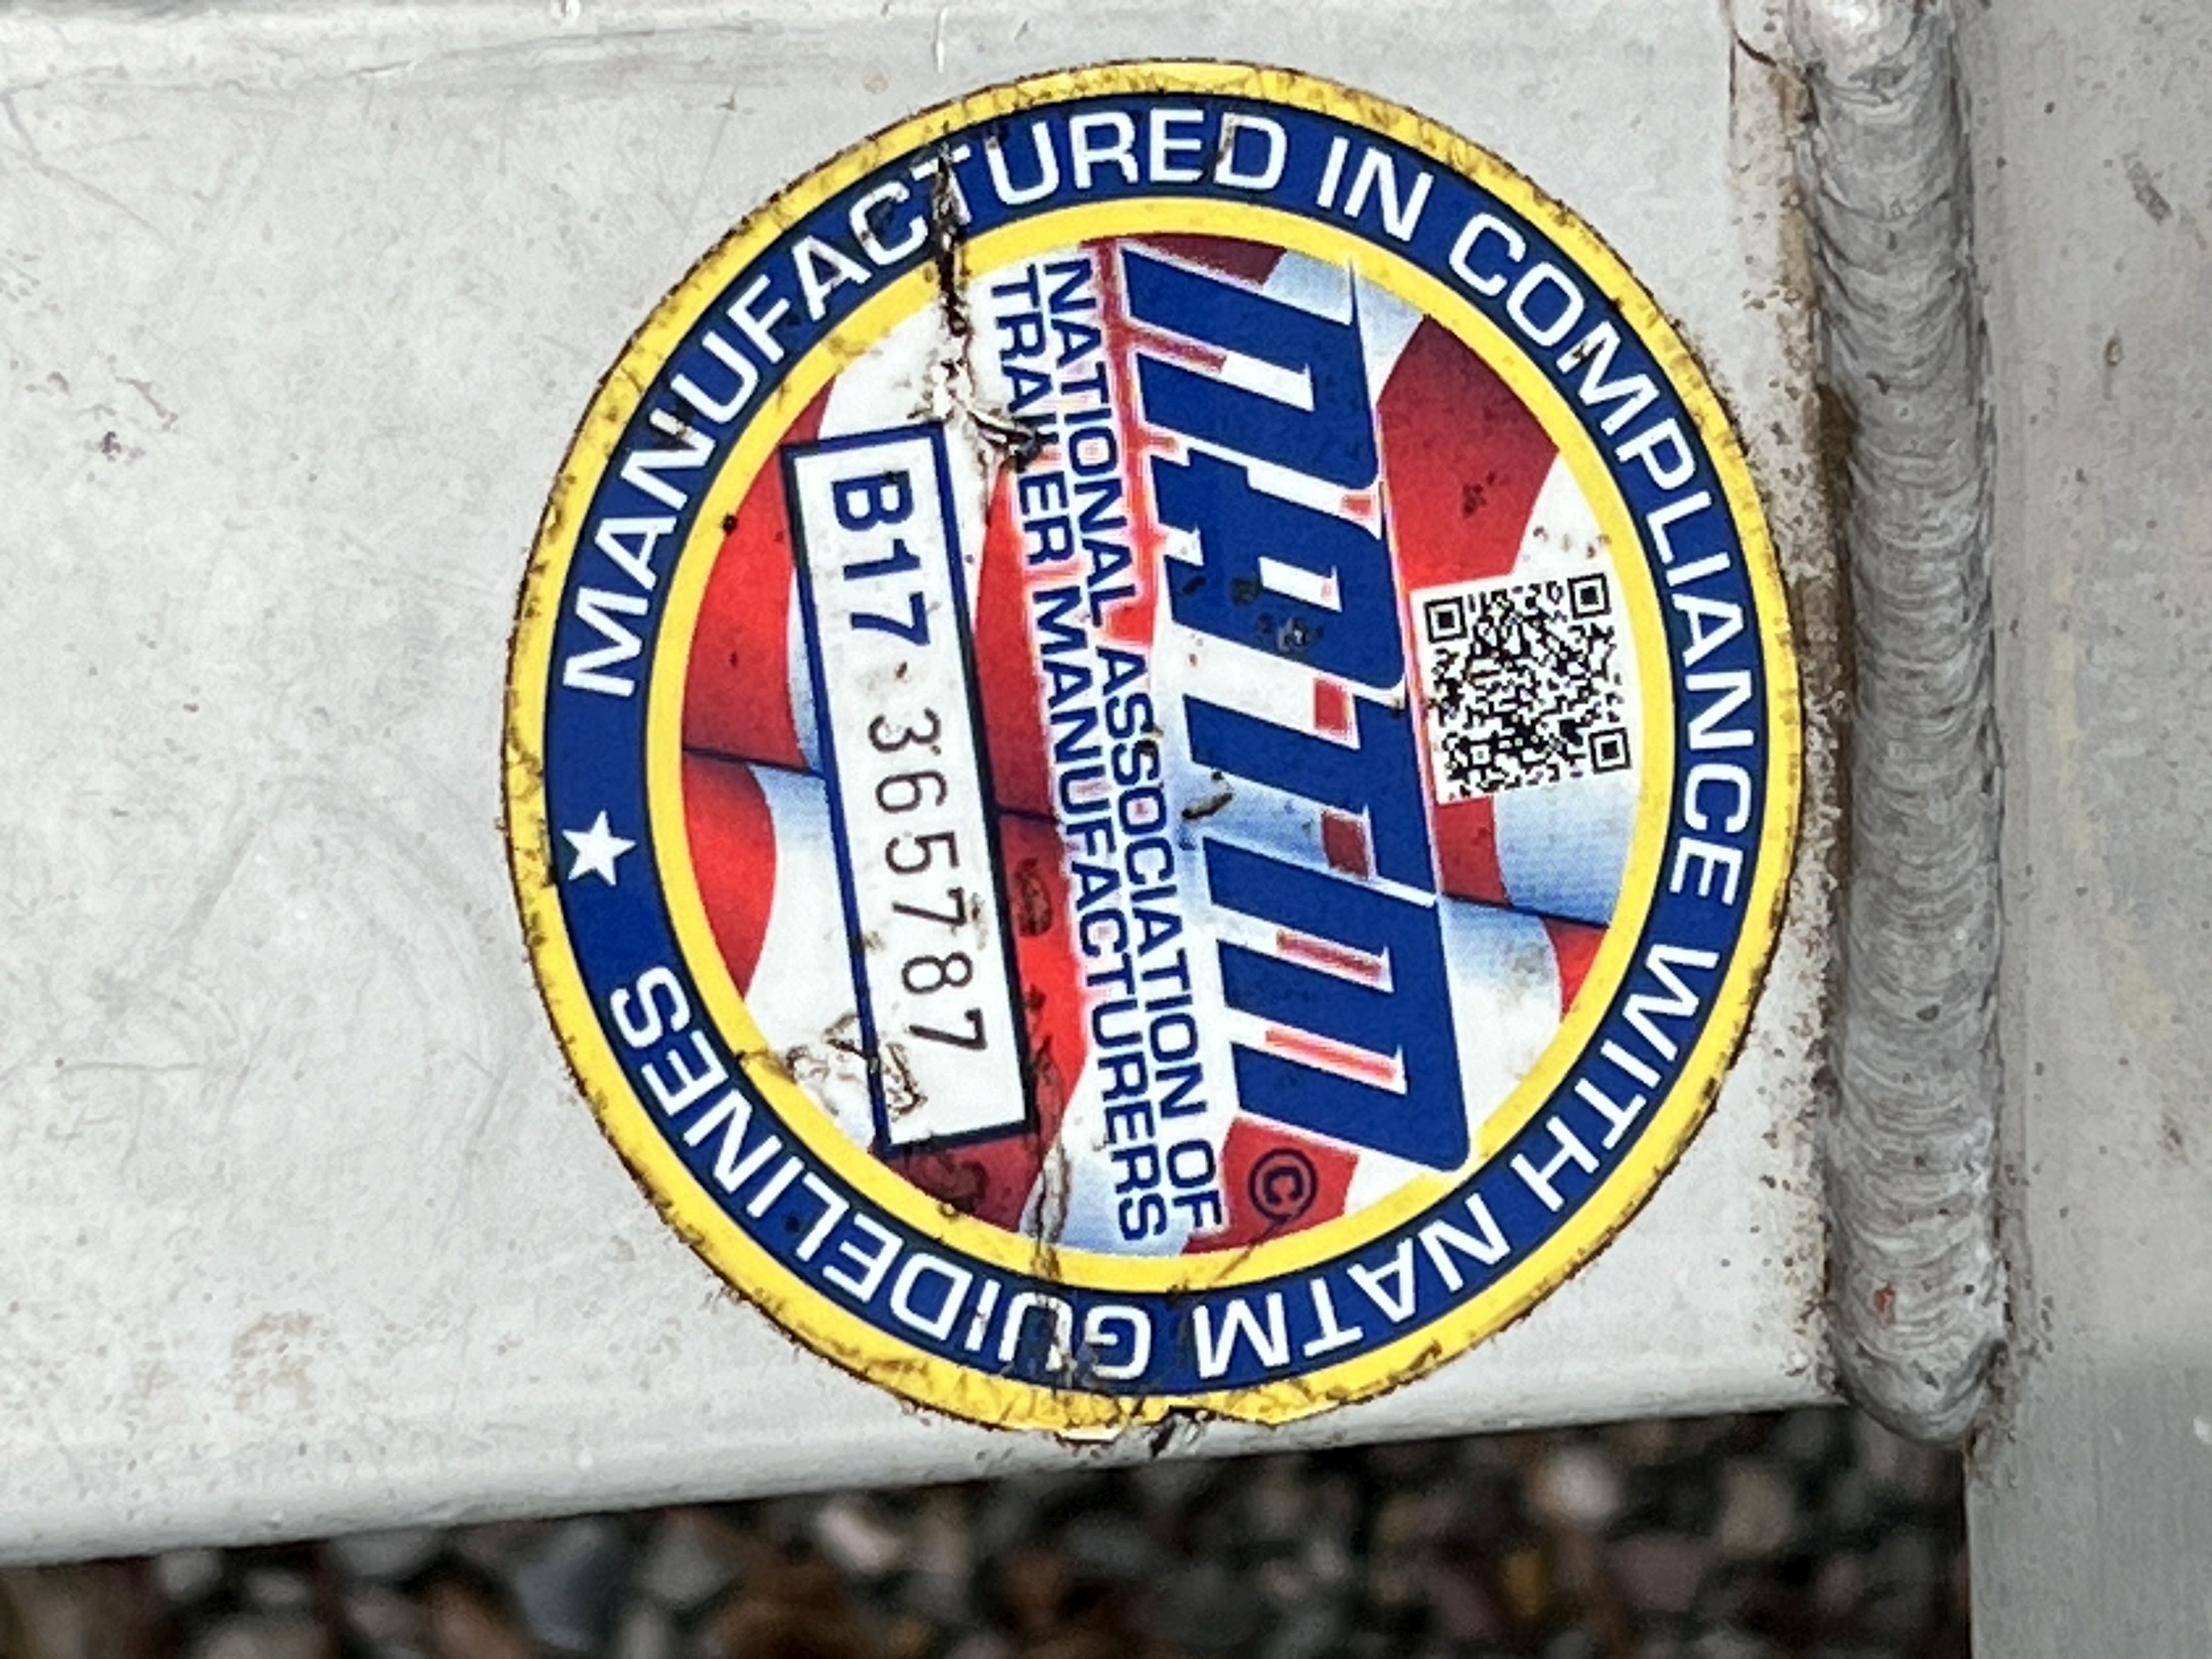 MANUFACTURED IN COMPLIANCE WITH NATM GUIDELINES
natm
©
NATIONAL ASSOCIATION OF
TRAILER MANUFACTURERS
B17 365787